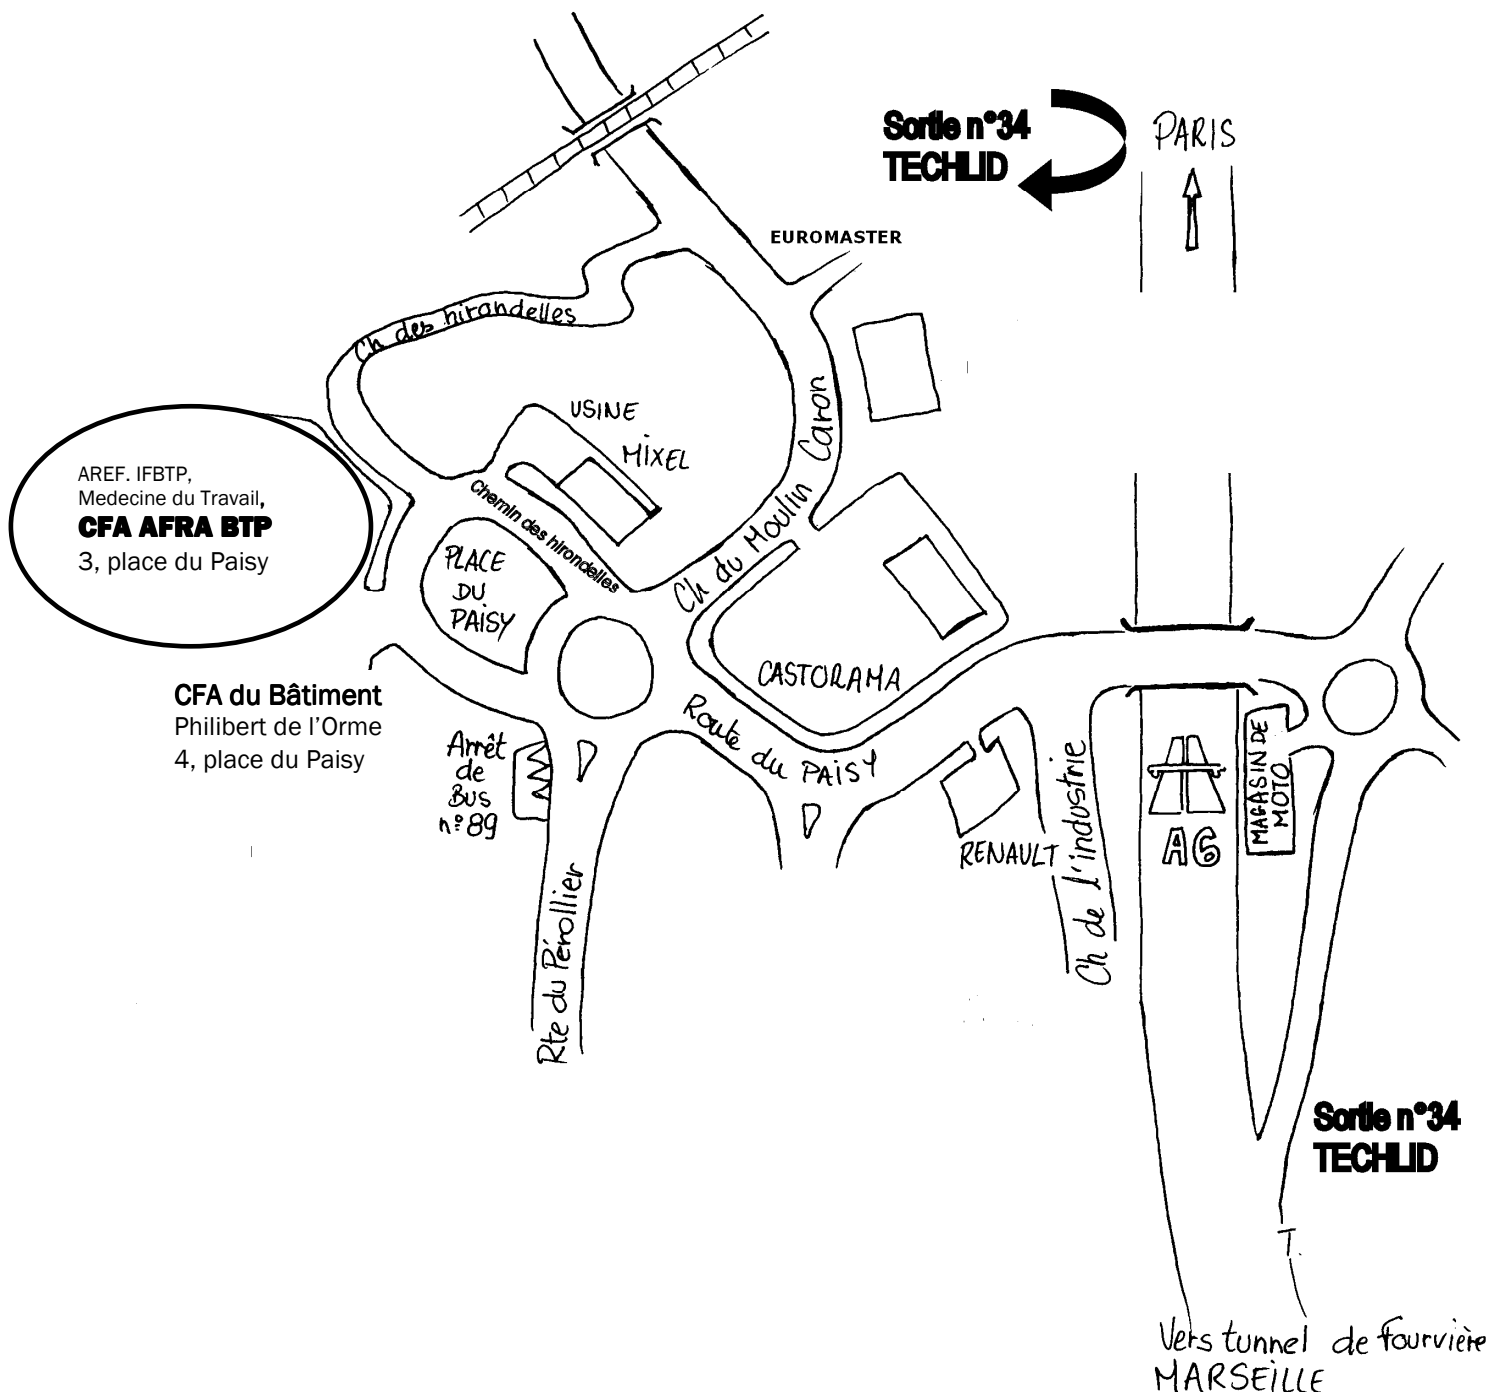 Sortie n°34
TECHLID
PARIS
EUROMASTER
Ch des hirondelles
Ch du Moulin Caron
USINE
MIXEL
Chemin des hirondelles
AREF. IFBTP,
Medecine du Travail,
CFA AFRA BTP
3, place du Paisy
PLACE
DU
PAISY
CASTORAMA
CFA du Bâtiment
Philibert de l'Orme
4, place du Paisy
Route du PAISY
Arrêt
de
Bus
n° 89
RENAULT
Ch de l'industrie
A6
MAGASIN DE
MOTO
Rte du Pérollier
Sortie n°34
TECHLID
T.
Vers tunnel de Fourvière
MARSEILLE